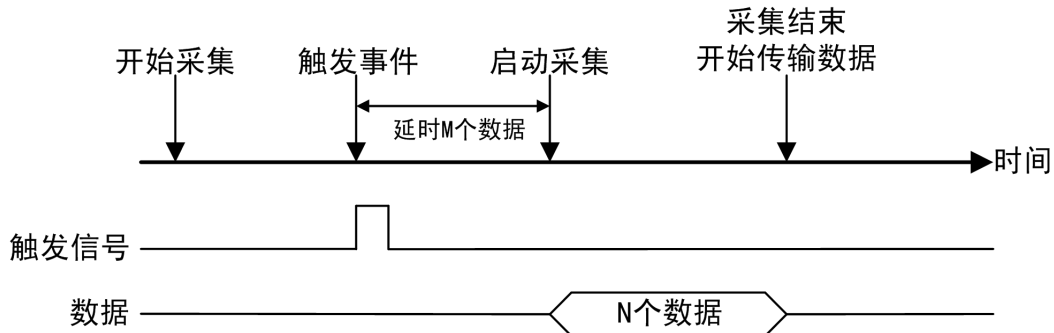 采集结束
开始采集 触发事件 启动采集 开始传输数据
延时M个数据
时间
触发信号
数据 N个数据